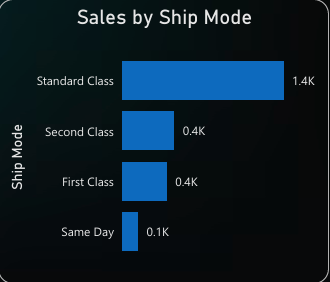 Sales by Ship Mode
Ship Mode
Standard Class 1.4K
Second Class 0.4K
First Class 0.4K
Same Day 0.1K